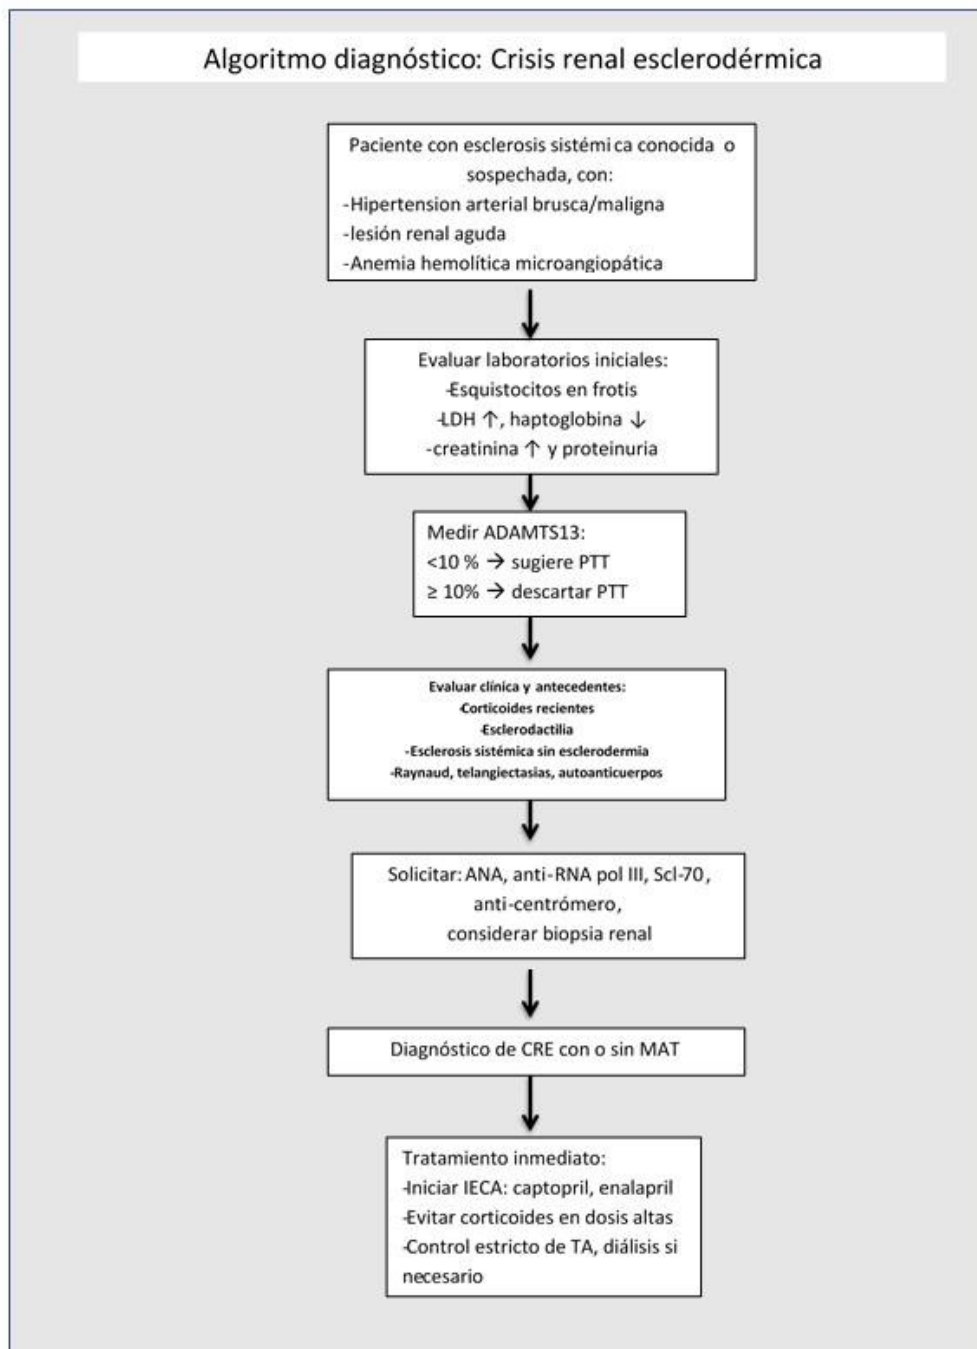 Algoritmo diagnóstico: Crisis renal esclerodérmica
Paciente con esclerosis sistémica conocida o
sospechada, con:
-Hipertension arterial brusca/maligna
-lesión renal aguda
-Anemia hemolítica microangiopática
Evaluar laboratorios iniciales:
-Esquistocitos en frotis
-LDH ↑, haptoglobina ↓
-creatinina ↑ y proteinuria
Medir ADAMTS13:
<10 % → sugiere PTT
≥ 10% → descartar PTT
Evaluar clínica y antecedentes:
-Corticoides recientes
-Esclerodactilia
-Esclerosis sistémica sin esclerodermia
-Raynaud, telangiectasias, autoanticuerpos
Solicitar: ANA, anti-RNA pol III, Scl-70,
anti-centrómero,
considerar biopsia renal
Diagnóstico de CRE con o sin MAT
Tratamiento inmediato:
-Iniciar IECA: captopril, enalapril
-Evitar corticoides en dosis altas
-Control estricto de TA, diálisis si
necesario